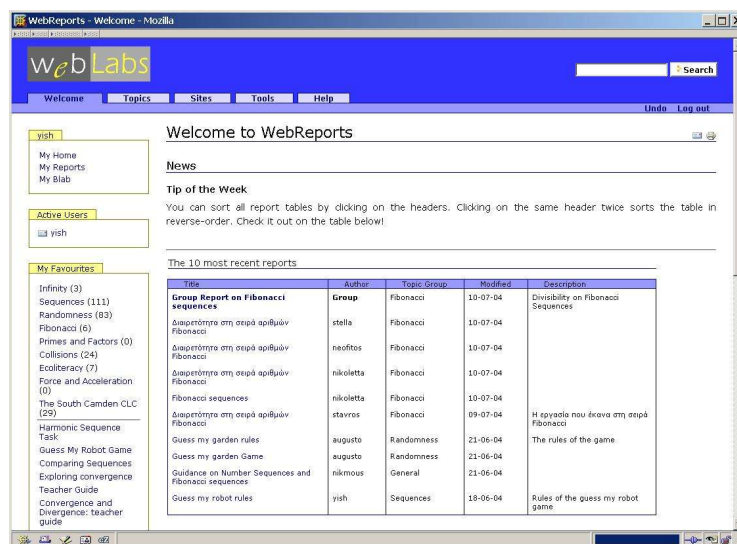 WebReports - Welcome - Mozilla
WebLabs
Search
Welcome Topics Sites Tools Help
Undo Log out
yish
My Home
My Reports
My Blab
Active Users
yish
My Favourites
Infinity (3)
Sequences (111)
Randomness (83)
Fibonacci (6)
Primes and Factors (0)
Collisions (24)
Ecoliteracy (7)
Force and Acceleration
(0)
The South Camden CLC
(29)
Harmonic Sequence
Task
Guess My Robot Game
Comparing Sequences
Exploring convergence
Teacher Guide
Convergence and
Divergence: teacher
guide
Welcome to WebReports
News
Tip of the Week
You can sort all report tables by clicking on the headers. Clicking on the same header twice sorts the table in
reverse-order. Check it out on the table below!
The 10 most recent reports
Title Author Topic Group Modified Description
Group Report on Fibonacci Group Fibonacci 10-07-04 Divisibility on Fibonacci
sequences Sequences
Διαιρετότητα στη σειρά αριθμών stella Fibonacci 10-07-04
Fibonacci
Διαιρετότητα στη σειρά αριθμών neofitos Fibonacci 10-07-04
Fibonacci
Διαιρετότητα στη σειρά αριθμών nikoletta Fibonacci 10-07-04
Fibonacci
Fibonacci sequences nikoletta Fibonacci 10-07-04
Διαιρετότητα στη σειρά αριθμών stavros Fibonacci 09-07-04 Η εργασία που έκανα στη σειρά
Fibonacci Fibonacci
Guess my garden rules augusto Randomness 21-06-04 The rules of the game
Guess my garden Game augusto Randomness 21-06-04
Guidance on Number Sequences and nikmous General 21-06-04
Fibonacci sequences
Guess my robot rules yish Sequences 18-06-04 Rules of the guess my robot
game